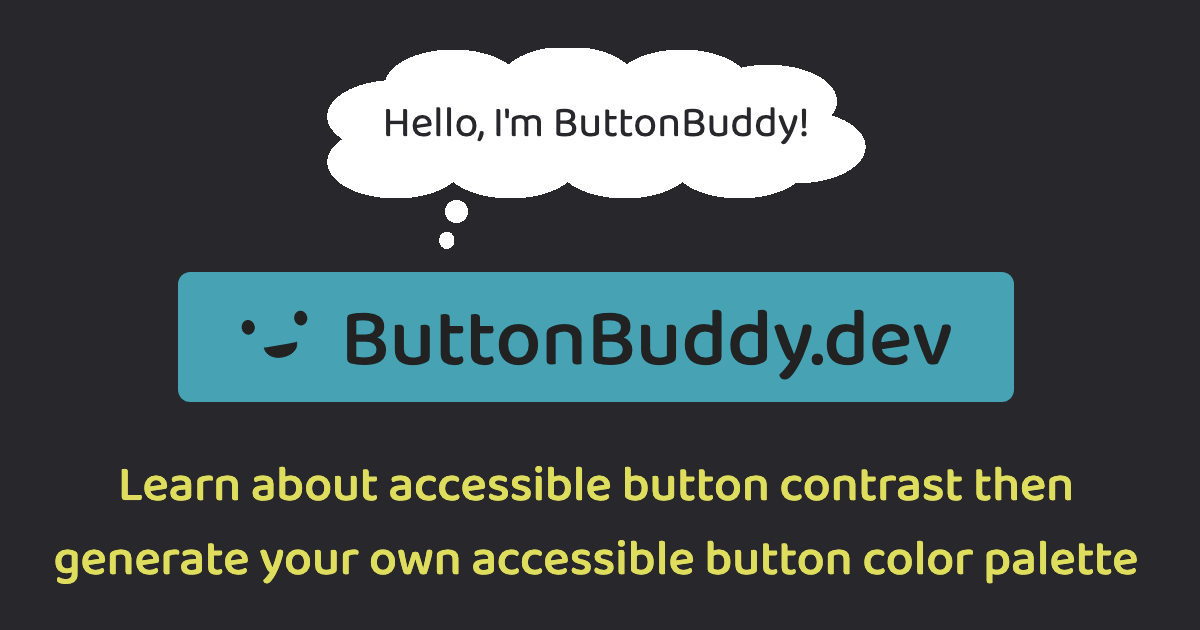 Hello, I'm ButtonBuddy!
ButtonBuddy.dev
Learn about accessible button contrast then
generate your own accessible button color palette